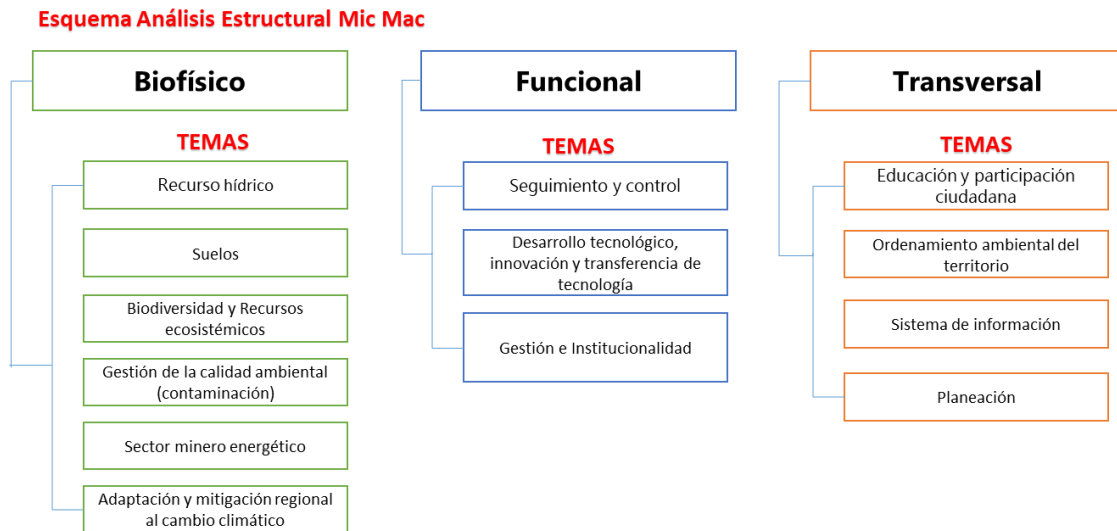 Esquema Análisis Estructural Mic Mac
Biofísico
TEMAS
Recurso hídrico
Suelos
Biodiversidad y Recursos
ecosistémicos
Gestión de la calidad ambiental
(contaminación)
Sector minero energético
Adaptación y mitigación regional
al cambio climático
Funcional
TEMAS
Seguimiento y control
Desarrollo tecnológico,
innovación y transferencia de
tecnología
Gestión e Institucionalidad
Transversal
TEMAS
Educación y participación
ciudadana
Ordenamiento ambiental del
territorio
Sistema de información
Planeación